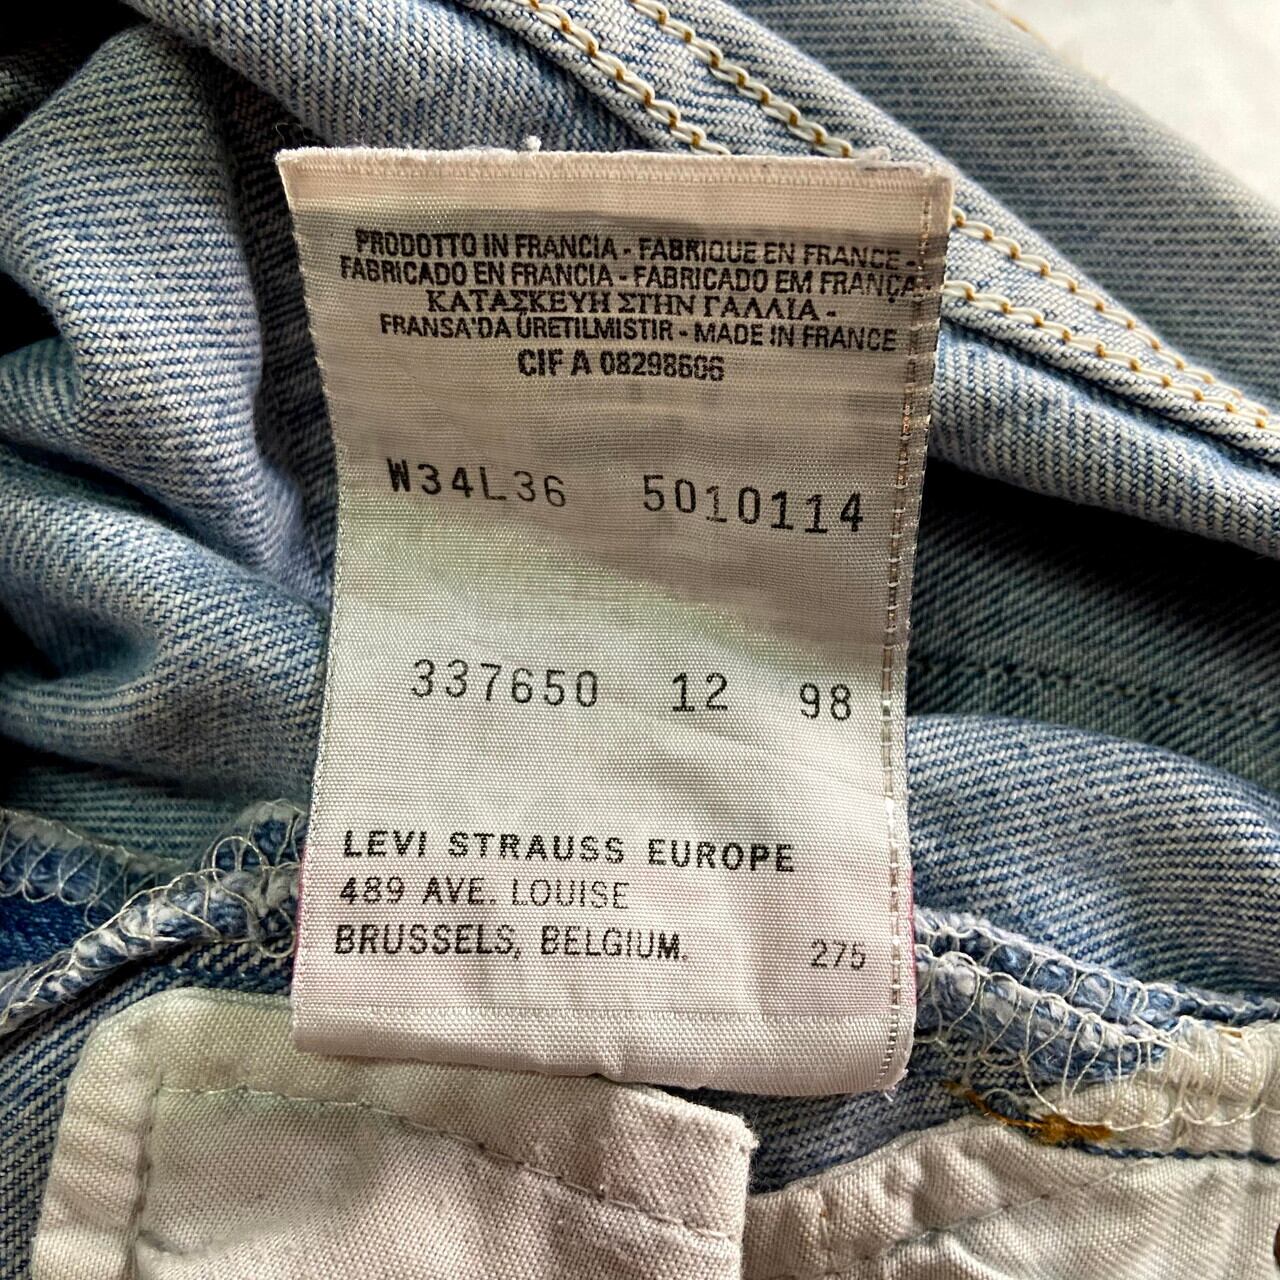 PRODOTTO IN FRANCIA - FABRIQUE EN FRANCE -
FABRICADO EN FRANCIA - FABRICADO EM FRANÇA -
ΚΑΤΑΣΚΕΥΗ ΣΤΗΝ ΓΑΛΛΙΑ -
FRANSA'DA ÜRETILMISTIR - MADE IN FRANCE
CIF A 08298606
W34L36 5010114
337650 12 98
LEVI STRAUSS EUROPE
489 AVE. LOUISE
BRUSSELS, BELGIUM. 275